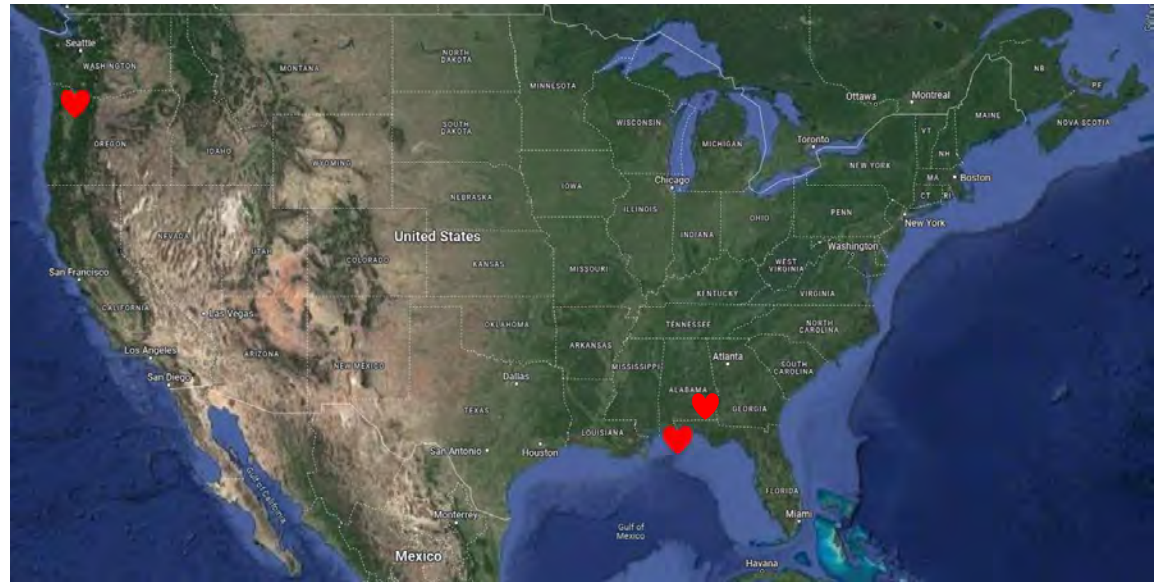 Seattle
WASHINGTON
MONTANA
NORTH
DAKOTA
MINNESOTA
Ottawa
Montreal
NB
PE
NOVA SCOTIA
MAINE
OREGON
IDAHO
SOUTH
DAKOTA
WISCONSIN
MICHIGAN
Toronto
VT
NH
NEW YORK
WYOMING
MA
Boston
CT
RI
Chicago
IOWA
NEBRASKA
ILLINOIS
INDIANA
OHIO
PENN
New York
NEVADA
UTAH
United States
COLORADO
KANSAS
MISSOURI
Washington
WEST
VIRGINIA
San Francisco
KENTUCKY
VIRGINIA
CALIFORNIA
Las Vegas
OKLAHOMA
TENNESSEE
NORTH
CAROLINA
Los Angeles
ARIZONA
NEW MEXICO
ARKANSAS
MISSISSIPPI
Atlanta
SOUTH
CAROLINA
San Diego
Dallas
ALABAMA
TEXAS
GEORGIA
LOUISIANA
San Antonio
Houston
Gulf of California
FLORIDA
Monterrey
Miami
Gulf of
Mexico
Mexico
Havana